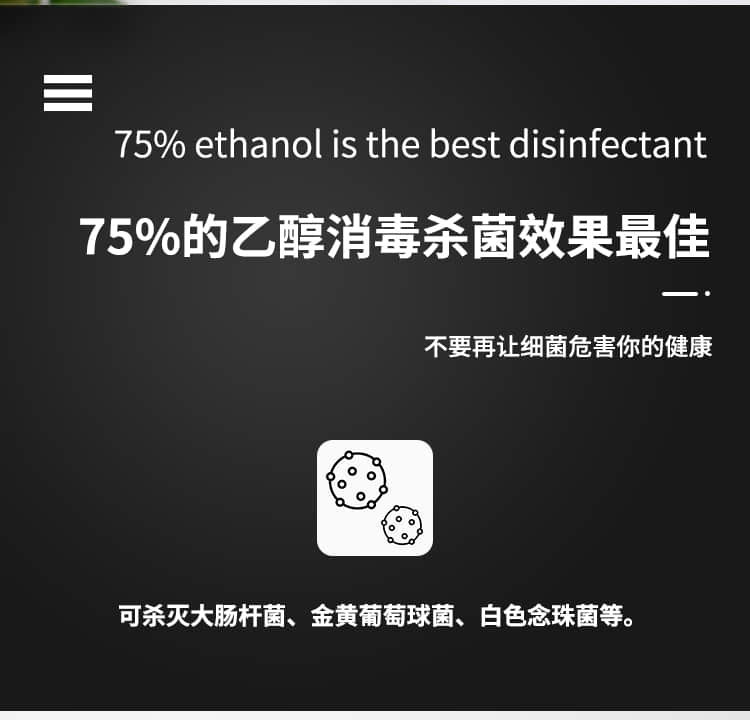 75% ethanol is the best disinfectant
75%的乙醇消毒杀菌效果最佳
不要再让细菌危害你的健康
可杀灭大肠杆菌、金黄葡萄球菌、白色念珠菌等。